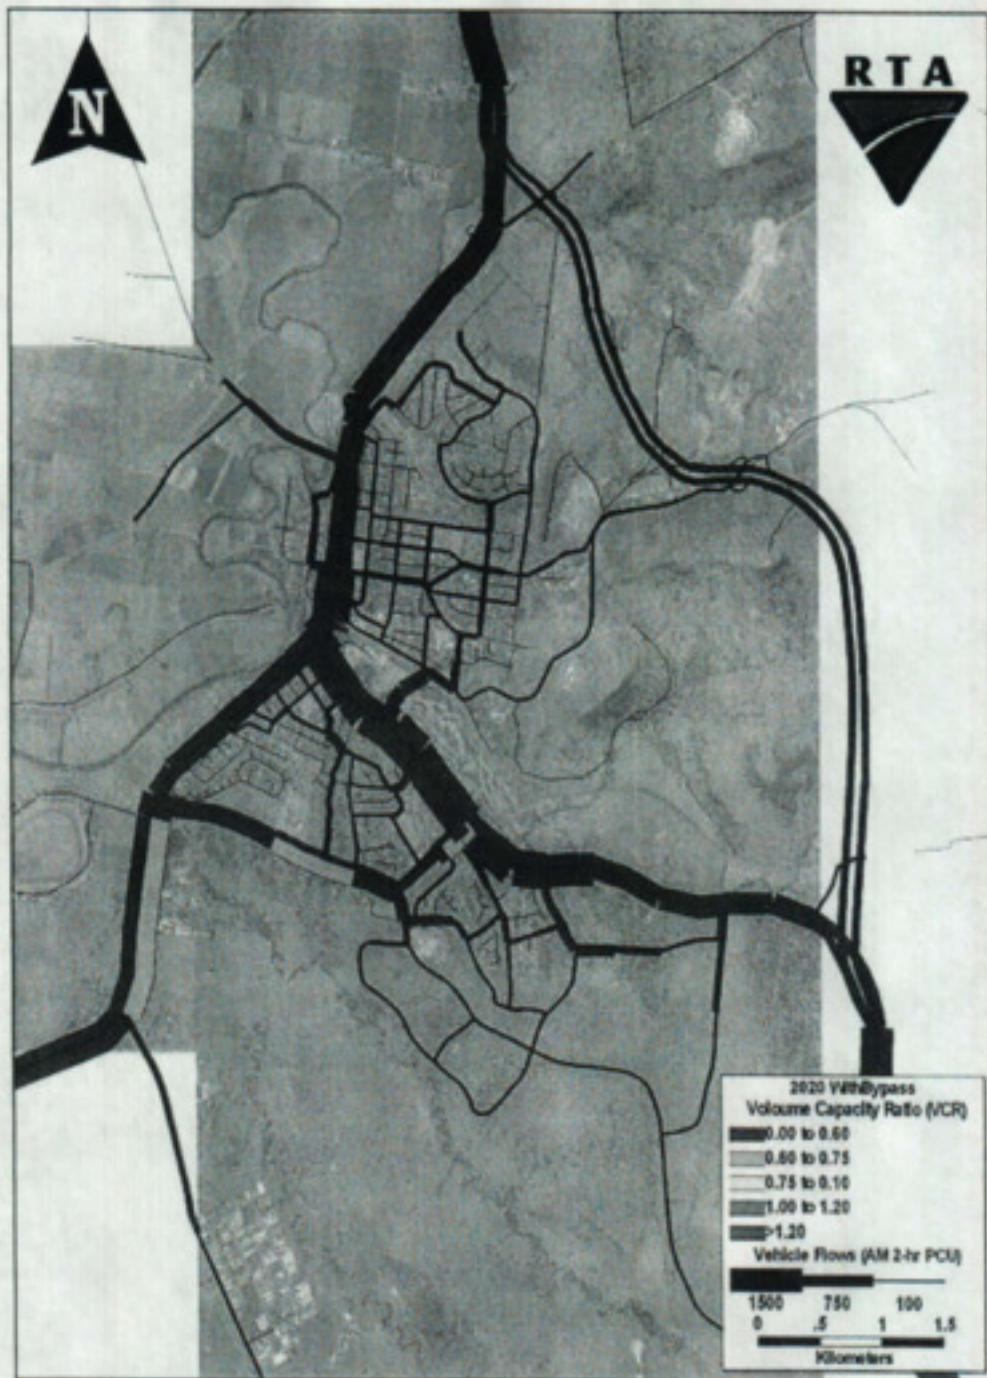 N
RTA
2020 WithBypass
Voloume Capacity Ratio (VCR)
0.00 to 0.60
0.60 to 0.75
0.75 to 0.10
1.00 to 1.20
>1.20
Vehicle Flows (AM 2-hr PCU)
1500 750 100
0 .5 1 1.5
Kilometers